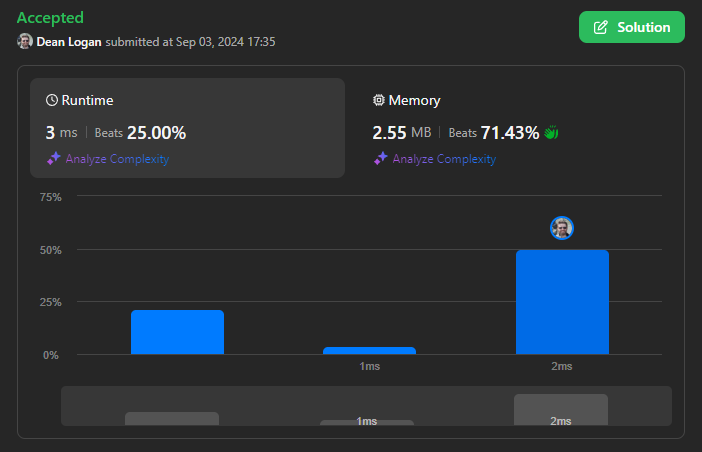 Accepted
Dean Logan submitted at Sep 03, 2024 17:35
Solution
Runtime
3 ms | Beats 25.00%
Analyze Complexity
Memory
2.55 MB | Beats 71.43%
Analyze Complexity
75%
50%
25%
0%
1ms 2ms
1ms 2ms